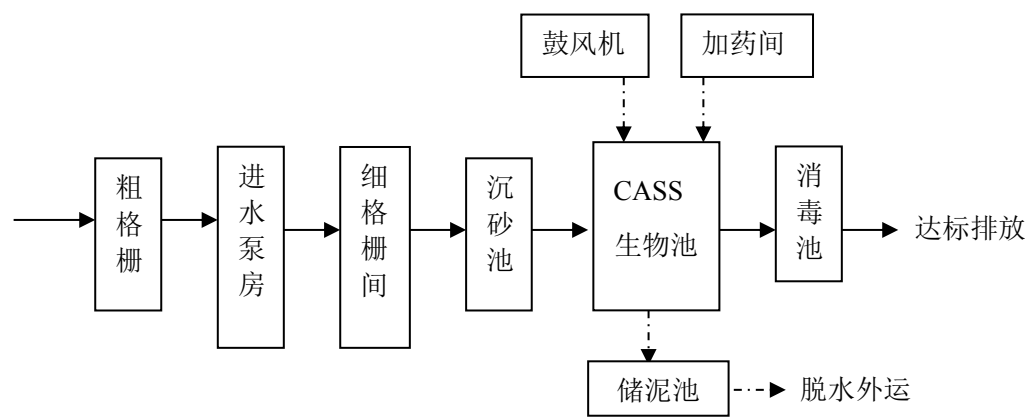 鼓风机
加药间
粗格栅
进水泵房
细格栅间
沉砂池
CASS
生物池
消毒池
达标排放
储泥池
脱水外运